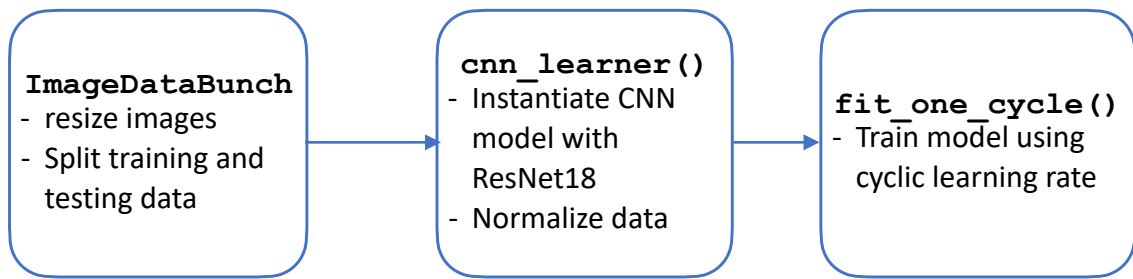 ImageDataBunch
- resize images
- Split training and
testing data
cnn_learner()
- Instantiate CNN
model with
ResNet18
- Normalize data
fit_one_cycle()
- Train model using
cyclic learning rate